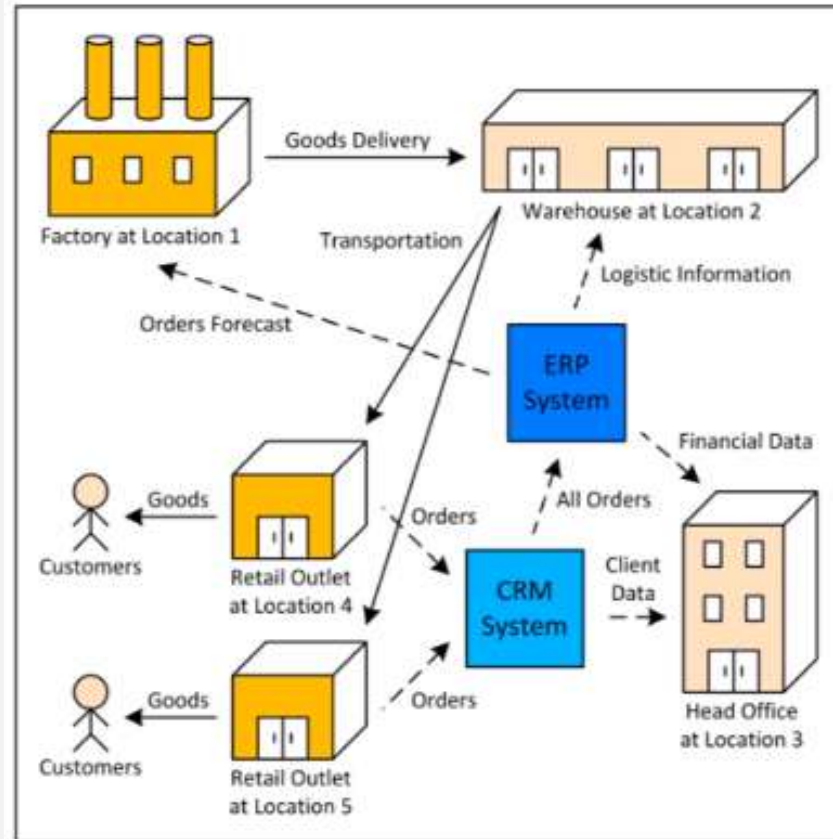 Goods Delivery
Factory at Location 1
Warehouse at Location 2
Transportation
Logistic Information
Orders Forecast
ERP
System
Financial Data
Goods
Orders
All Orders
Customers
Retail Outlet
at Location 4
CRM
System
Client
Data
Goods
Orders
Customers
Retail Outlet
at Location 5
Head Office
at Location 3